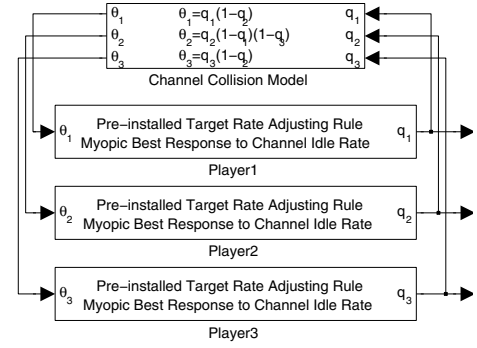 θ1 θ1=q1(1−q2) q1
θ2 θ2=q2(1−q1)(1−q3) q2
θ3 θ3=q3(1−q2) q3
Channel Collision Model
Pre−installed Target Rate Adjusting Rule
θ1 Myopic Best Response to Channel Idle Rate q1
Player1
Pre−installed Target Rate Adjusting Rule
θ2 Myopic Best Response to Channel Idle Rate q2
Player2
Pre−installed Target Rate Adjusting Rule
θ3 Myopic Best Response to Channel Idle Rate q3
Player3